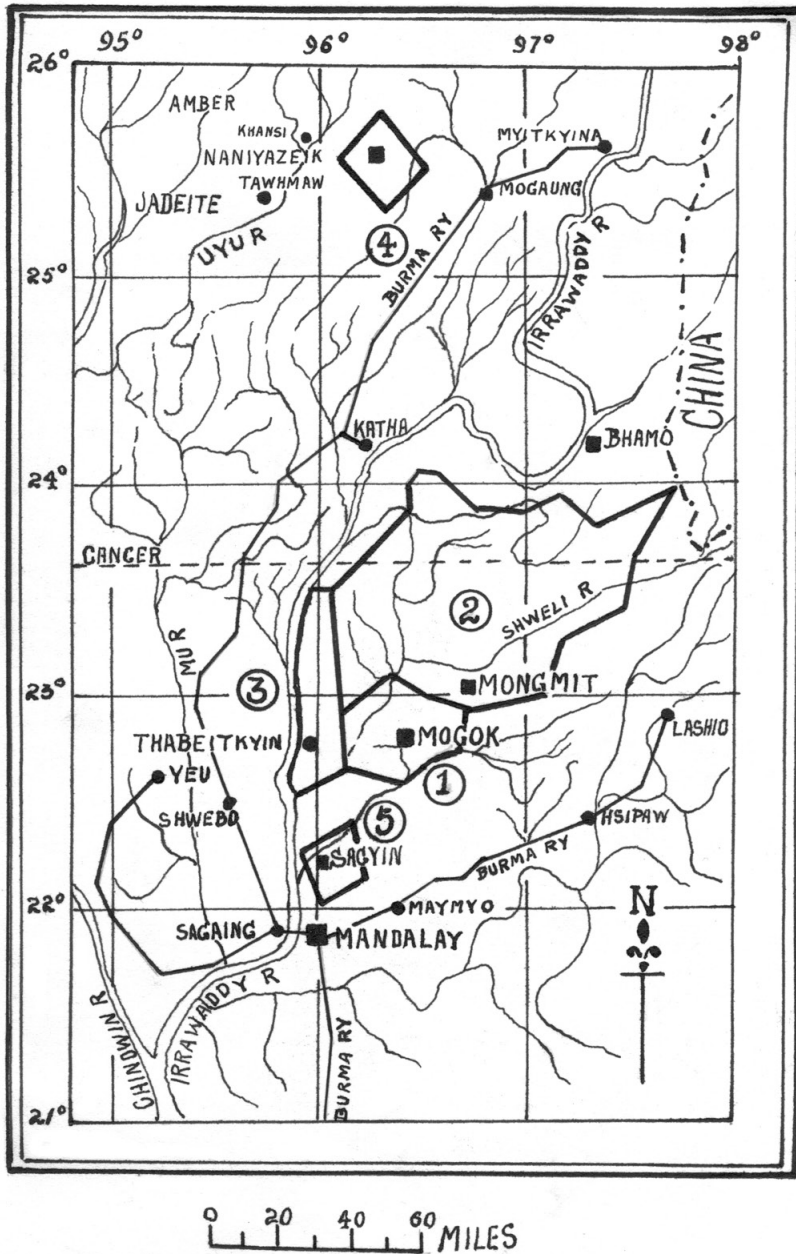 95° 96° 97° 98°
26°
AMBER
KHANSI
MYITKYINA
NANIYAZEIK
TAWHMAW
MOGAUNG
JADEITE
UYU R
4
BURMA RY
IRRAWADDY R
25°
CHINA
KATHA
BHAMO
24°
CANCER
2
SHWELI R
MU R
3
MONGMIT
23°
THABEITKYIN
MOGOK
LASHIO
YEU
1
SHWEBO
5
HSIPAW
SAGYIN
BURMA RY
22°
MAYMYO
N
SAGAING
MANDALAY
IRRAWADDY R
CHINDWIN R
BURMA RY
21°
0 20 40 60 MILES